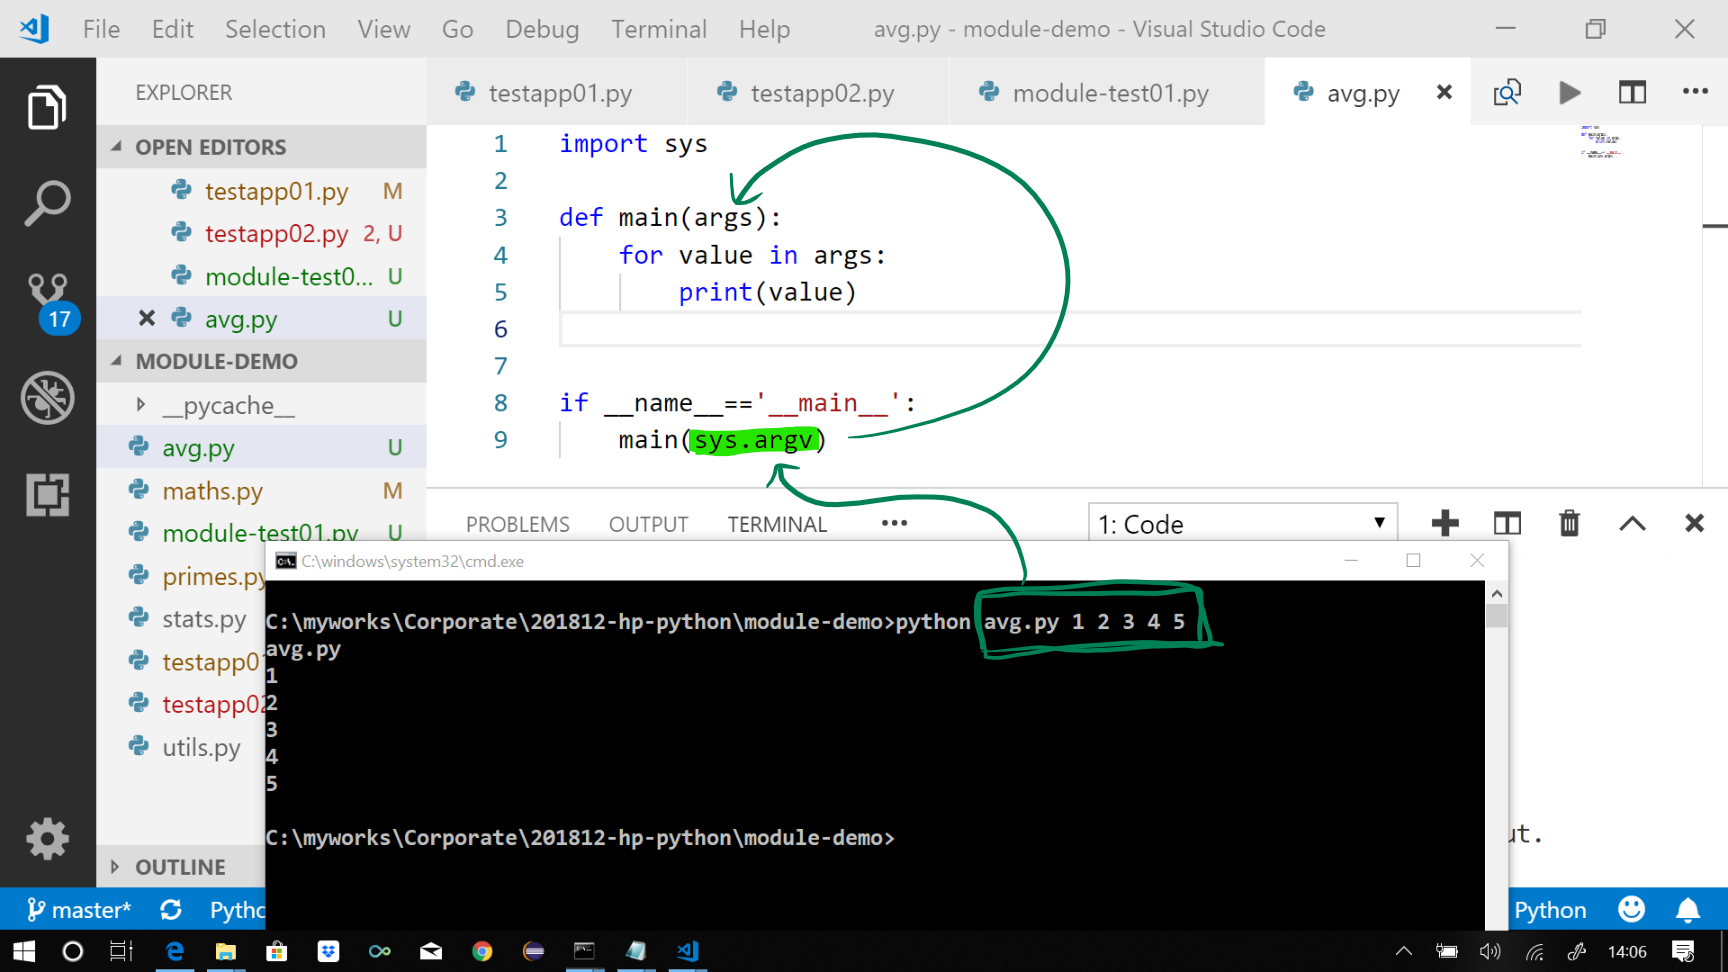 File Edit Selection View Go Debug Terminal Help avg.py - module-demo - Visual Studio Code
EXPLORER
OPEN EDITORS
testapp01.py M
testapp02.py 2, U
module-test0... U
avg.py U
17
MODULE-DEMO
__pycache__
avg.py U
maths.py M
module-test01.py U
primes.py
stats.py
testapp01
testapp02
utils.py
OUTLINE
testapp01.py testapp02.py module-test01.py avg.py
1 import sys
2
3 def main(args):
4 for value in args:
5 print(value)
6
7
8 if __name__=='__main__':
9 main(sys.argv)
PROBLEMS OUTPUT TERMINAL ••• 1: Code
C:\windows\system32\cmd.exe
C:\myworks\Corporate\201812-hp-python\module-demo>python avg.py 1 2 3 4 5
avg.py
1
2
3
4
5
C:\myworks\Corporate\201812-hp-python\module-demo>
ut.
master* Pytho Python
14:06